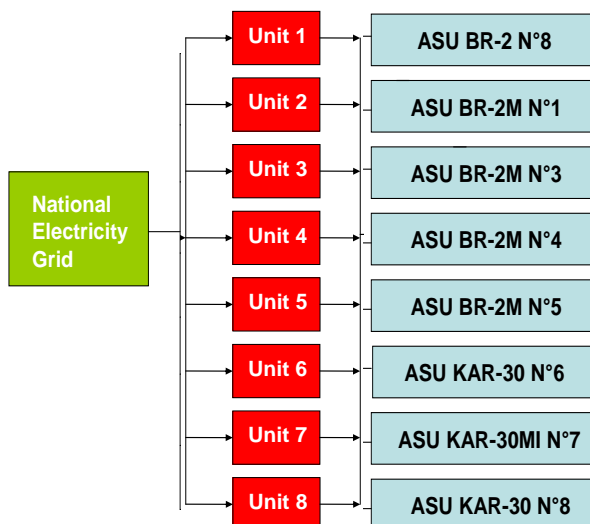 Unit 1
ASU BR-2 N°8
Unit 2
ASU BR-2M N°1
Unit 3
ASU BR-2M N°3
National
Electricity
Grid
Unit 4
ASU BR-2M N°4
Unit 5
ASU BR-2M N°5
Unit 6
ASU KAR-30 N°6
Unit 7
ASU KAR-30MI N°7
Unit 8
ASU KAR-30 N°8